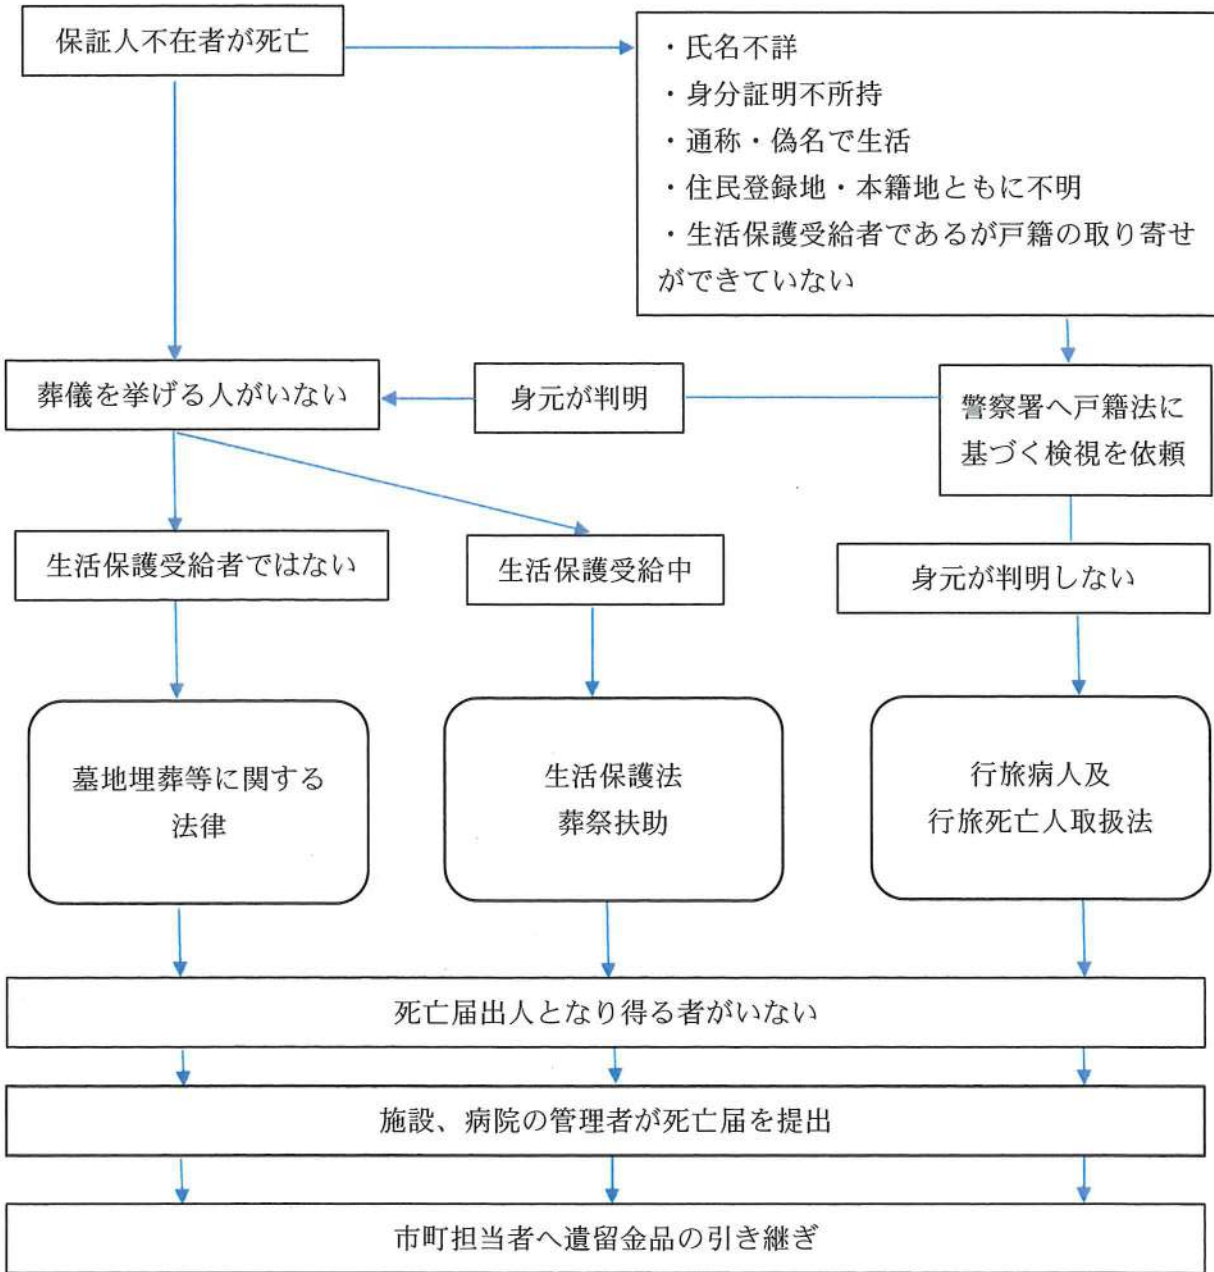 保証人不在者が死亡
・氏名不詳
・身分証明不所持
・通称・偽名で生活
・住民登録地・本籍地ともに不明
・生活保護受給者であるが戸籍の取り寄せ
ができていない
葬儀を挙げる人がいない
身元が判明
警察署へ戸籍法に
基づく検視を依頼
生活保護受給者ではない
生活保護受給中
身元が判明しない
墓地埋葬等に関する
法律
生活保護法
葬祭扶助
行旅病人及
行旅死亡人取扱法
死亡届出人となり得る者がいない
施設、病院の管理者が死亡届を提出
市町担当者へ遺留金品の引き継ぎ